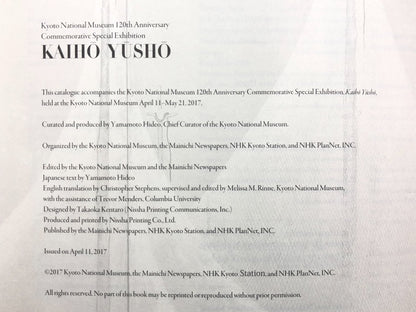 Kyoto National Museum 120th Anniversary
Commemorative Special Exhibition
KAIHŌ YŪSHŌ
This catalogue accompanies the Kyoto National Museum 120th Anniversary Commemorative Special Exhibition, Kaihō Yūshō,
held at the Kyoto National Museum April 11- May 21, 2017.
Curated and produced by Yamamoto Hideo, Chief Curator of the Kyoto National Museum.
Organized by the Kyoto National Museum, the Mainichi Newspapers, NHK Kyoto Station, and NHK PlanNet, INC.
Edited by the Kyoto National Museum and the Mainichi Newspapers
Japanese text by Yamamoto Hideo
English translation by Christopher Stephens, supervised and edited by Melissa M. Rinne, Kyoto National Museum,
with the assistance of Trevor Menders, Columbia University
Designed by Takaoka Kentaro (Nissha Printing Communications, Inc.)
Produced and printed by Nissha Printing Co., Ltd.
Published by the Mainichi Newspapers, NHK Kyoto Station, and NHK PlanNet, INC.
Issued on April 11, 2017
©2017 Kyoto National Museum, the Mainichi Newspapers, NHK Kyoto Station, and NHK PlanNet, INC.
All rights reserved. No part of this book may be reprinted or reproduced without prior permission.